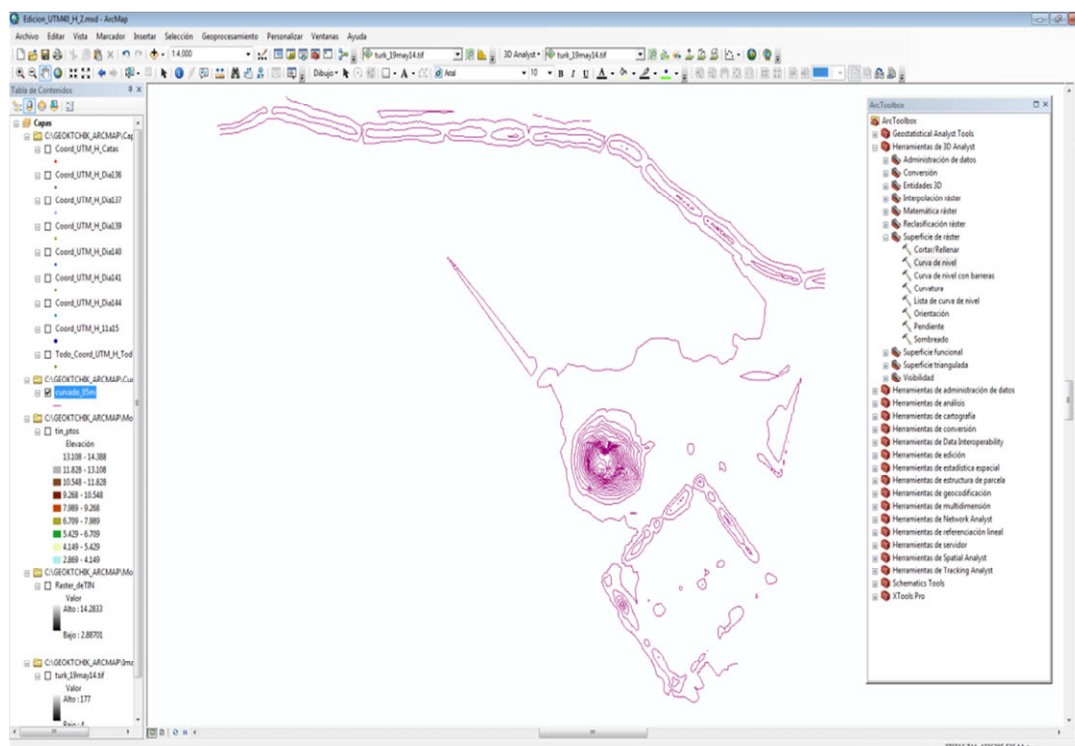 Edicion_UTM40_H_2.mxd - ArcMap
Archivo Editar Vista Marcador Insertar Selección Geoprocesamiento Personalizar Ventanas Ayuda
1:4.000
turk_19may14.tif
3D Analyst
turk_19may14.tif
Dibujo
Arial
10
N K S
A
Tabla de Contenidos
Capas
C:\GEOKTCHIK_ARCMAP\Cap
Coord_UTM_H_Catas
Coord_UTM_H_Dia136
Coord_UTM_H_Dia137
Coord_UTM_H_Dia139
Coord_UTM_H_Dia140
Coord_UTM_H_Dia141
Coord_UTM_H_Dia144
Coord_UTM_H_11a15
Todo_Coord_UTM_H_Tod
C:\GEOKTCHIK_ARCMAP\Cur
curvado_05m
C:\GEOKTCHIK_ARCMAP\Mo
tin_ptos
Elevación
13.108 - 14.388
11.828 - 13.108
10.548 - 11.828
9.268 - 10.548
7.989 - 9.268
6.709 - 7.989
5.429 - 6.709
4.149 - 5.429
2.869 - 4.149
C:\GEOKTCHIK_ARCMAP\Mo
Raster_deTIN
Valor
Alto : 14.2833
Bajo : 2.88701
C:\GEOKTCHIK_ARCMAP\Ima
turk_19may14.tif
Valor
Alto : 177
Bajo : 4
ArcToolbox
ArcToolbox
Geostatistical Analyst Tools
Herramientas de 3D Analyst
Administración de datos
Conversión
Entidades 3D
Interpolación ráster
Matemática ráster
Reclasificación ráster
Superficie de ráster
Cortar/Rellenar
Curva de nivel
Curva de nivel con barreras
Curvatura
Lista de curva de nivel
Orientación
Pendiente
Sombreado
Superficie funcional
Superficie triangulada
Visibilidad
Herramientas de administración de datos
Herramientas de análisis
Herramientas de cartografía
Herramientas de conversión
Herramientas de Data Interoperability
Herramientas de edición
Herramientas de estadística espacial
Herramientas de estructura de parcela
Herramientas de geocodificación
Herramientas de multidimensión
Herramientas de Network Analyst
Herramientas de referenciación lineal
Herramientas de servidor
Herramientas de Spatial Analyst
Herramientas de Tracking Analyst
Schematics Tools
XTools Pro